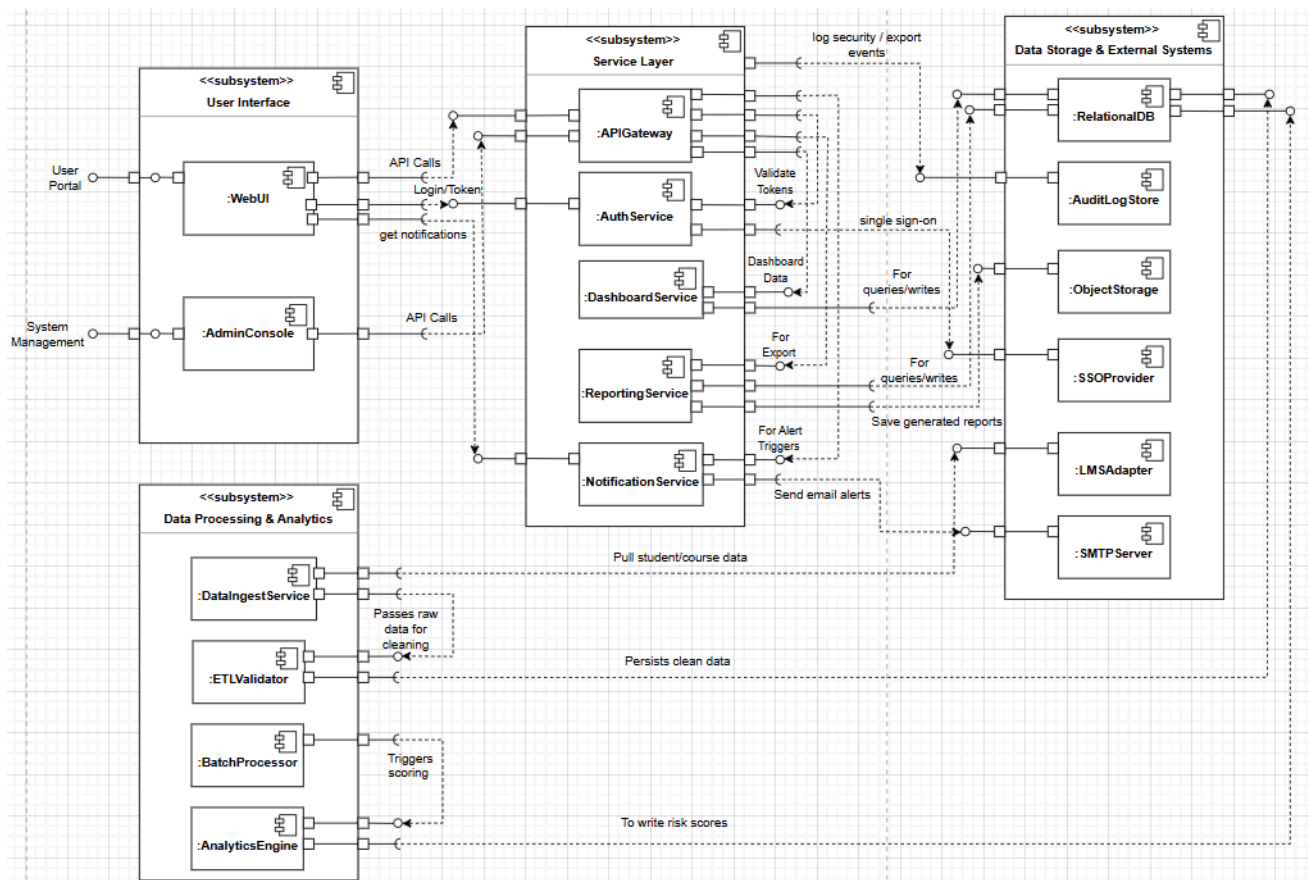 <<subsystem>>
User Interface
User
Portal
:WebUI
System
Management
:AdminConsole
API Calls
Login/Token
get notifications
API Calls
<<subsystem>>
Service Layer
:APIGateway
:AuthService
:DashboardService
:ReportingService
:NotificationService
log security / export
events
Validate
Tokens
single sign-on
Dashboard
Data
For
queries/writes
For
Export
For
queries/writes
Save generated reports
For Alert
Triggers
Send email alerts
<<subsystem>>
Data Storage & External Systems
:RelationalDB
:AuditLogStore
:ObjectStorage
:SSOProvider
:LMSAdapter
:SMTPServer
<<subsystem>>
Data Processing & Analytics
:DataIngestService
:ETLValidator
:BatchProcessor
:AnalyticsEngine
Pull student/course data
Passes raw
data for
cleaning
Persists clean data
Triggers
scoring
To write risk scores